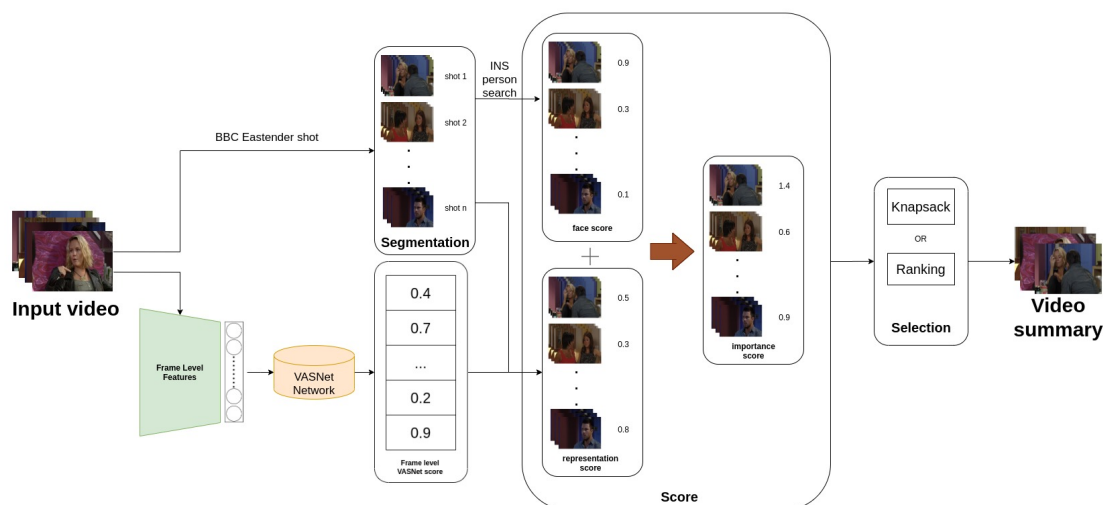 Input video
BBC Eastender shot
shot 1
shot 2
shot n
Segmentation
INS
person
search
0.9
0.3
0.1
face score
+
Frame Level
Features
VASNet
Network
0.4
0.7
...
0.2
0.9
Frame level
VASNet score
0.5
0.3
0.8
representation
score
1.4
0.6
0.9
importance
score
Score
Knapsack
OR
Ranking
Selection
Video
summary